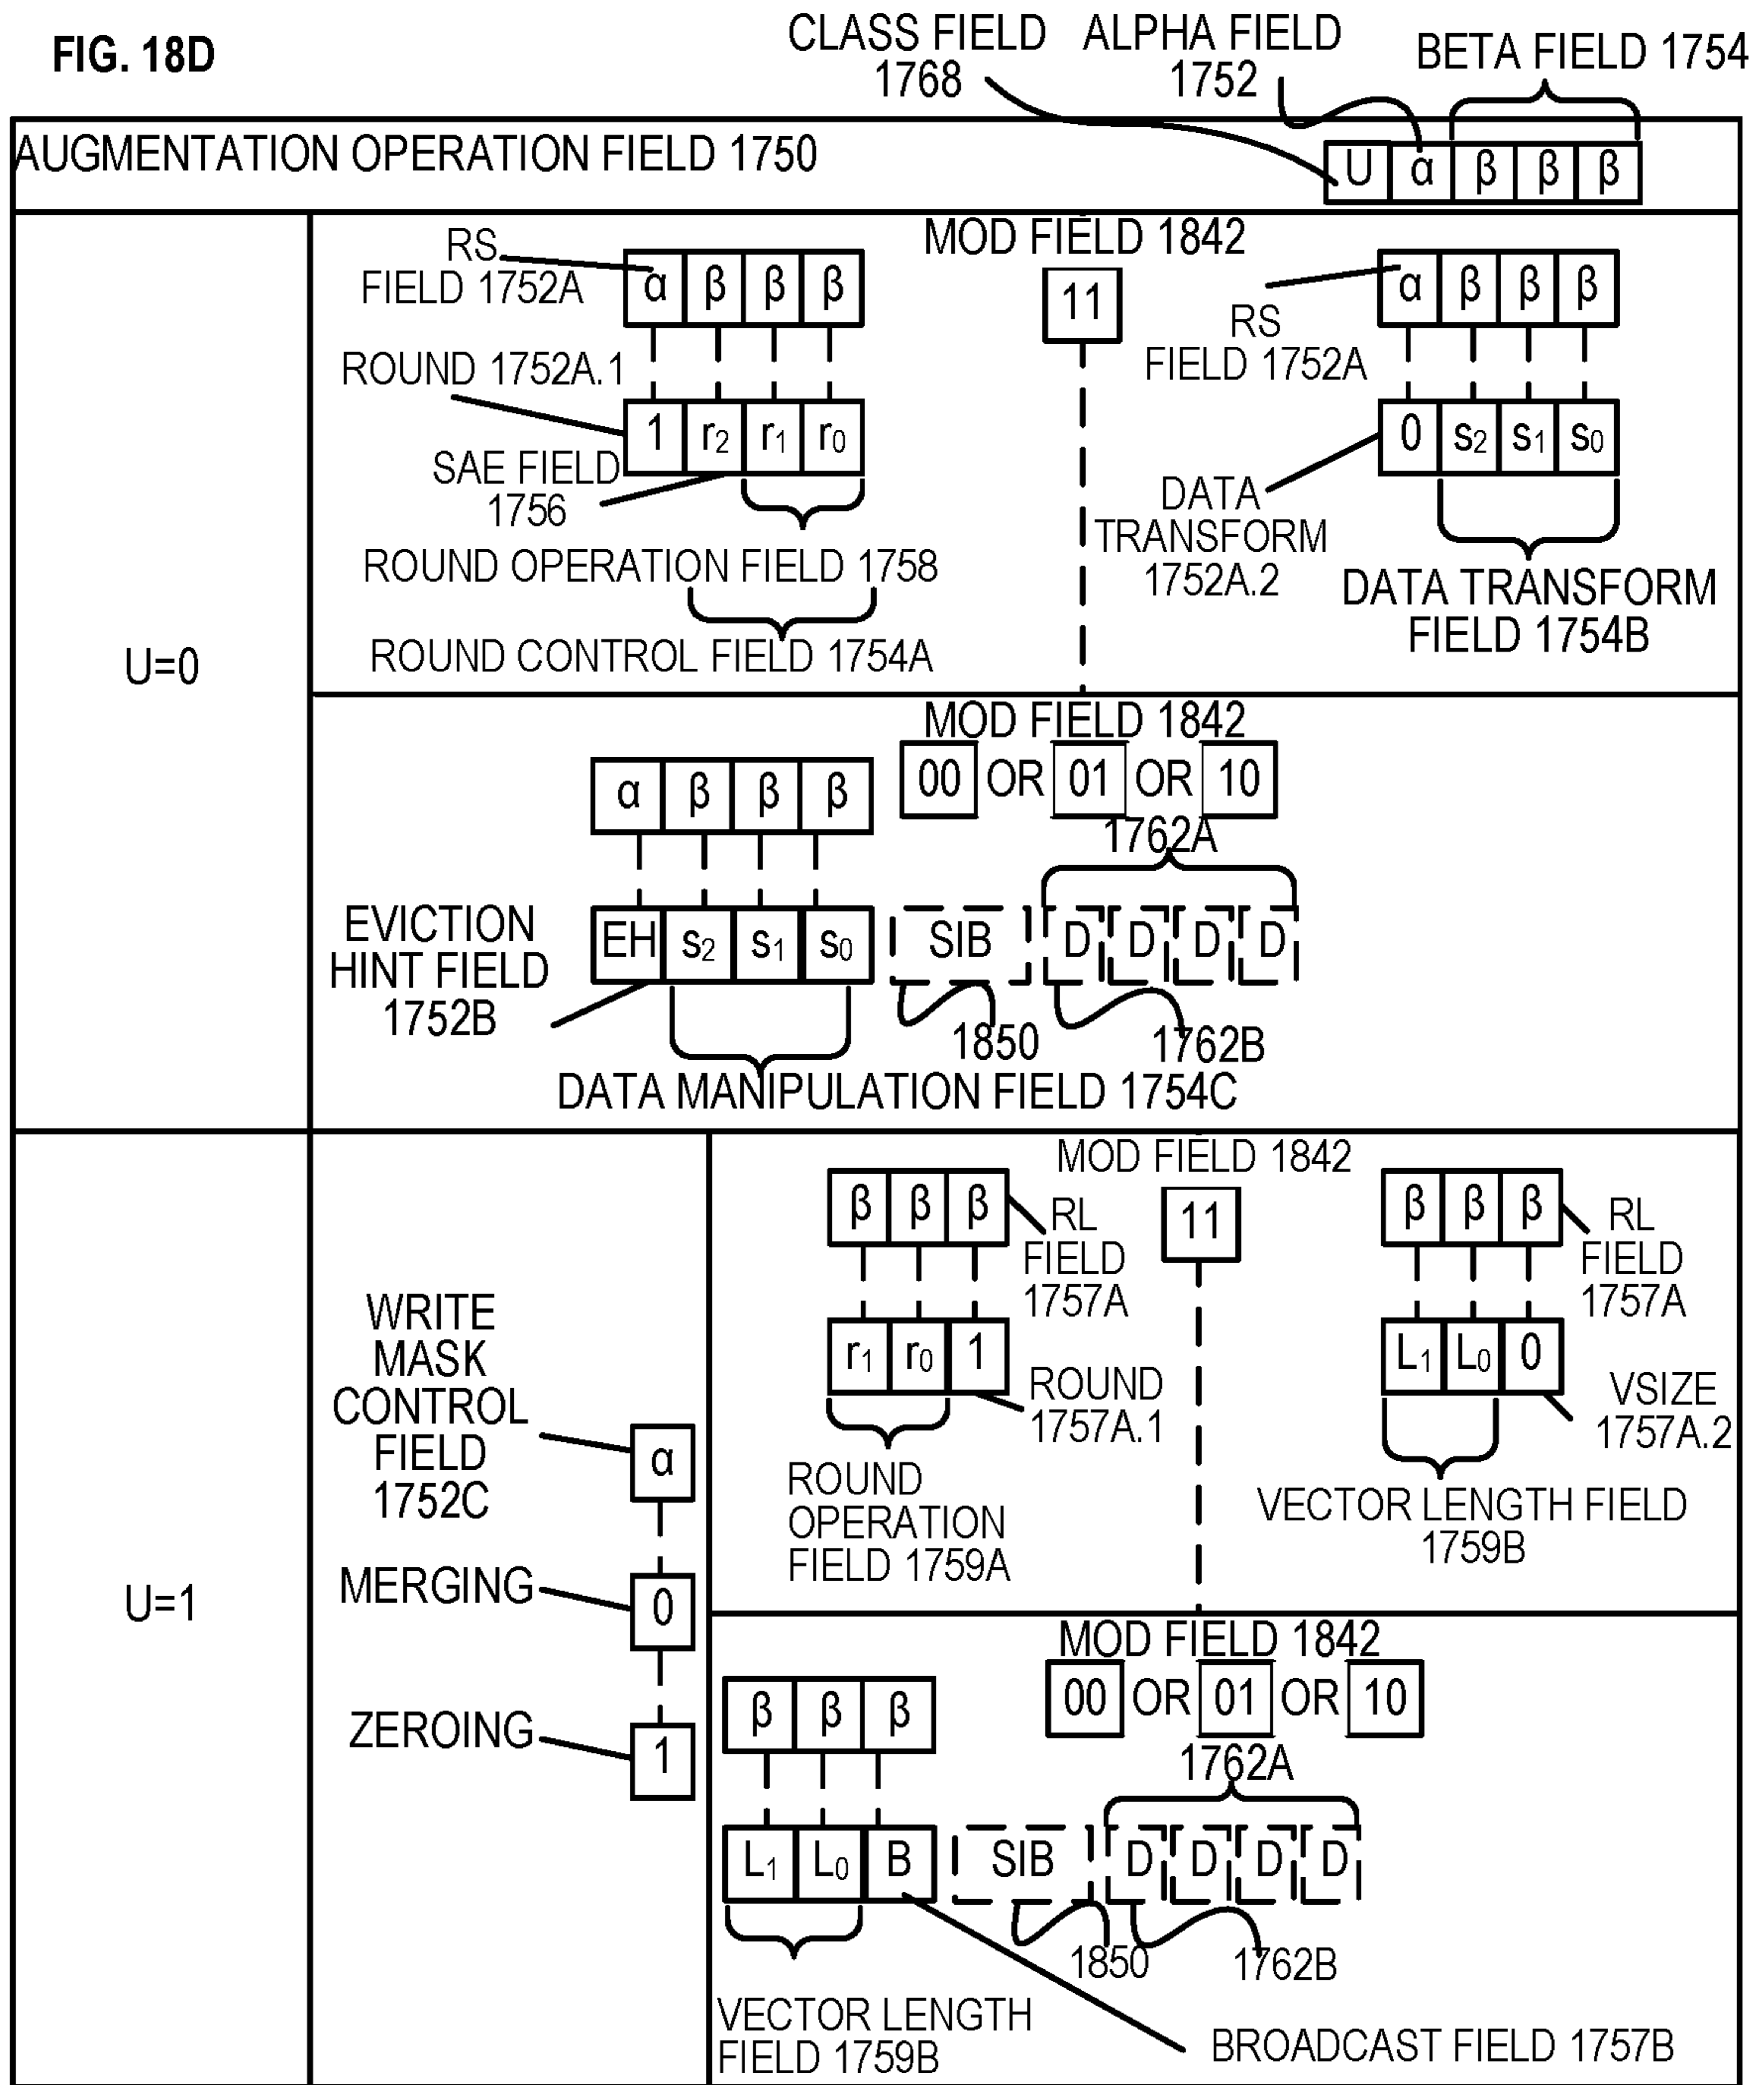 FIG. 18D
CLASS FIELD
1768
ALPHA FIELD
1752
BETA FIELD 1754
AUGMENTATION OPERATION FIELD 1750
U α β β β
U=0
MOD FIELD 1842
11
RS
FIELD 1752A
α β β β
ROUND 1752A.1
1 r₂ r₁ r₀
SAE FIELD
1756
ROUND OPERATION FIELD 1758
ROUND CONTROL FIELD 1754A
α β β β
RS
FIELD 1752A
0 s₂ s₁ s₀
DATA
TRANSFORM
1752A.2
DATA TRANSFORM
FIELD 1754B
MOD FIELD 1842
00 OR 01 OR 10
α β β β
1762A
EVICTION
HINT FIELD
1752B
EH s₂ s₁ s₀ SIB D D D D
1850
1762B
DATA MANIPULATION FIELD 1754C
U=1
WRITE
MASK
CONTROL
FIELD
1752C
α
MERGING
0
ZEROING
1
MOD FIELD 1842
11
β β β
RL
FIELD
1757A
r₁ r₀ 1
ROUND
1757A.1
ROUND
OPERATION
FIELD 1759A
β β β
RL
FIELD
1757A
L₁ L₀ 0
VSIZE
1757A.2
VECTOR LENGTH FIELD
1759B
MOD FIELD 1842
00 OR 01 OR 10
β β β
1762A
L₁ L₀ B SIB D D D D
1850
1762B
VECTOR LENGTH
FIELD 1759B
BROADCAST FIELD 1757B